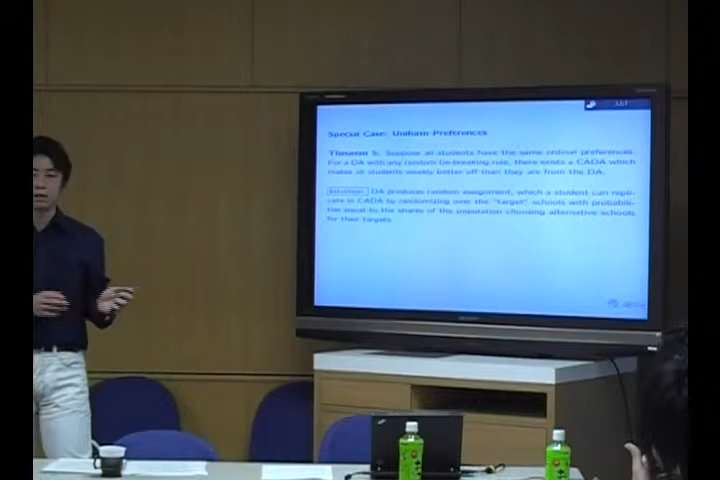 Special Case: Uniform Preferences
Theorem 5. Suppose all students have the same ordinal preferences.
For a DA with any random tie-breaking rule, there exists a CADA which
makes all students weakly better off than they are from the DA.
Intuition: DA produces random assignment, which a student can repli-
cate in CADA by randomizing over the "target" schools with probabili-
ties equal to the shares of the population choosing alternative schools
for their targets.